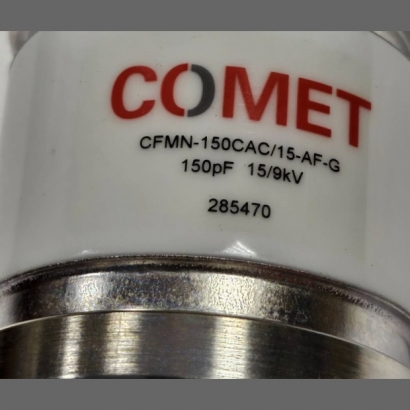 COMET
CFMN-150CAC/15-AF-G
150pF 15/9kV
285470